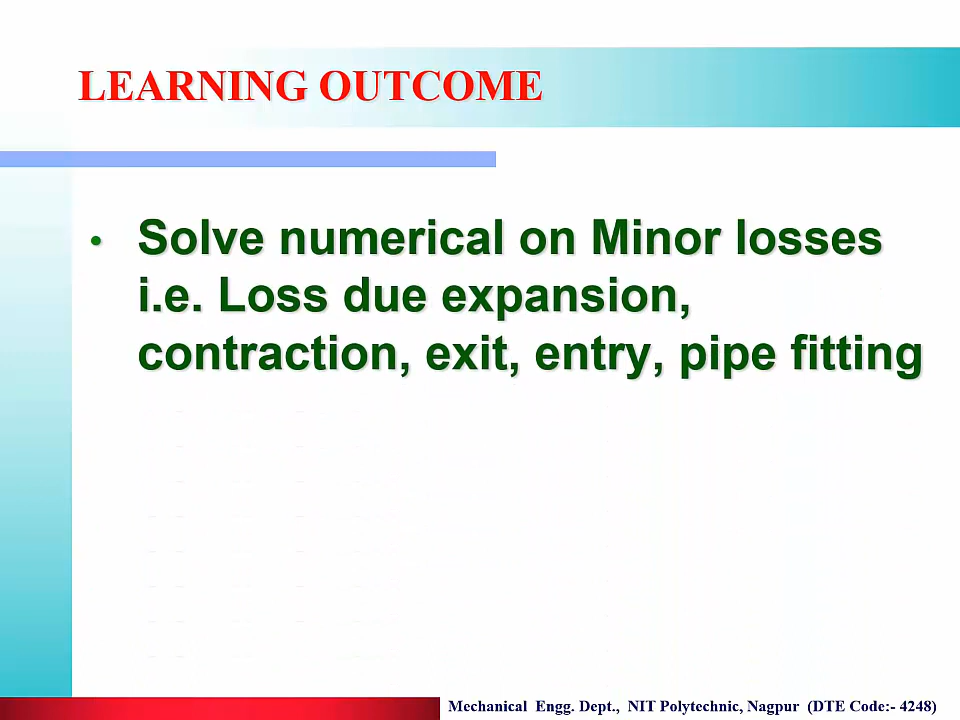 LEARNING OUTCOME
• Solve numerical on Minor losses
i.e. Loss due expansion,
contraction, exit, entry, pipe fitting
Mechanical Engg. Dept., NIT Polytechnic, Nagpur (DTE Code:- 4248)